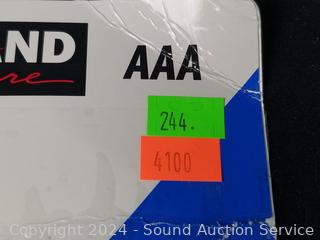 AND
AAA
244.
4100
Copyright 2024 - Sound Auction Service